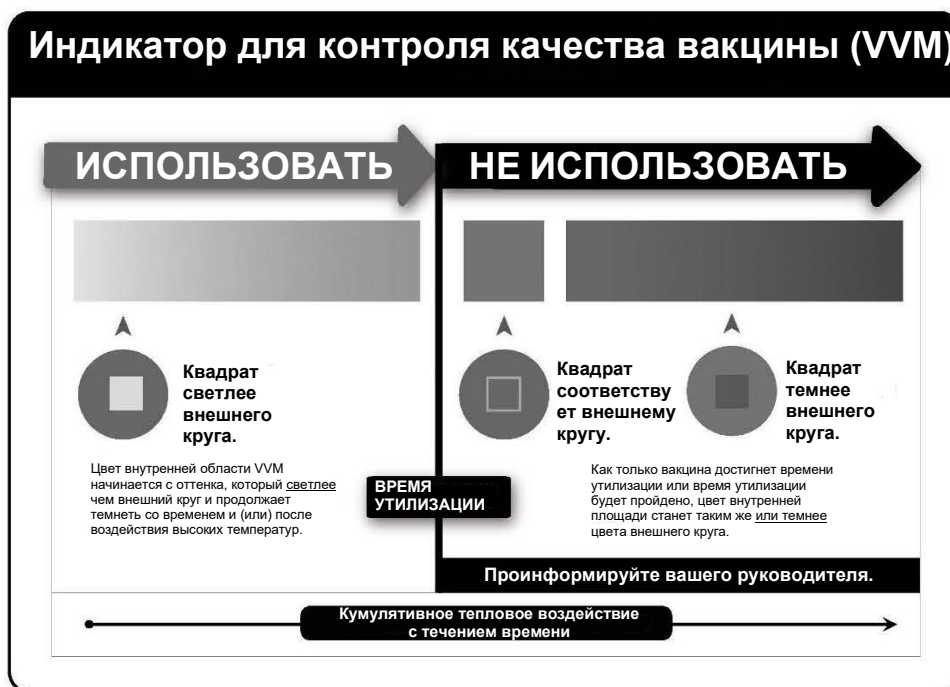 Индикатор для контроля качества вакцины (VVM)
ИСПОЛЬЗОВАТЬ
НЕ ИСПОЛЬЗОВАТЬ
Квадрат
светлее
внешнего
круга.
Квадрат
соответству
ет внешнему
кругу.
Квадрат
темнее
внешнего
круга.
Цвет внутренней области VVM
начинается с оттенка, который светлее
чем внешний круг и продолжает
темнеть со временем и (или) после
воздействия высоких температур.
ВРЕМЯ
УТИЛИЗАЦИИ
Как только вакцина достигнет времени
утилизации или время утилизации
будет пройдено, цвет внутренней
площади станет таким же или темнее
цвета внешнего круга.
Проинформируйте вашего руководителя.
Кумулятивное тепловое воздействие
с течением времени